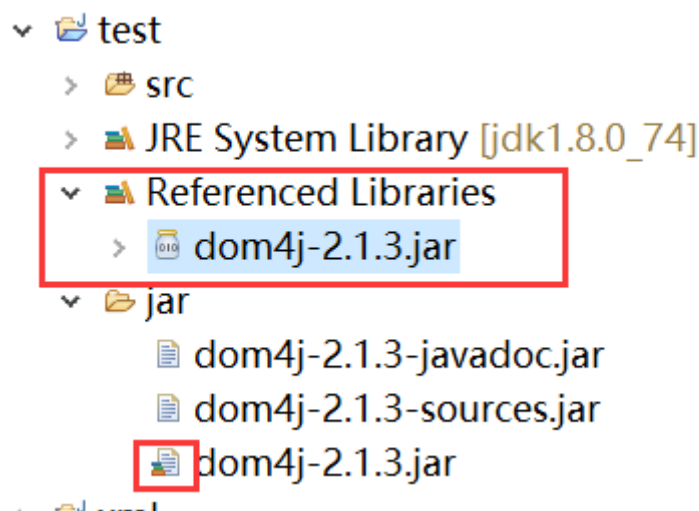 test
src
JRE System Library [jdk1.8.0_74]
Referenced Libraries
dom4j-2.1.3.jar
jar
dom4j-2.1.3-javadoc.jar
dom4j-2.1.3-sources.jar
dom4j-2.1.3.jar